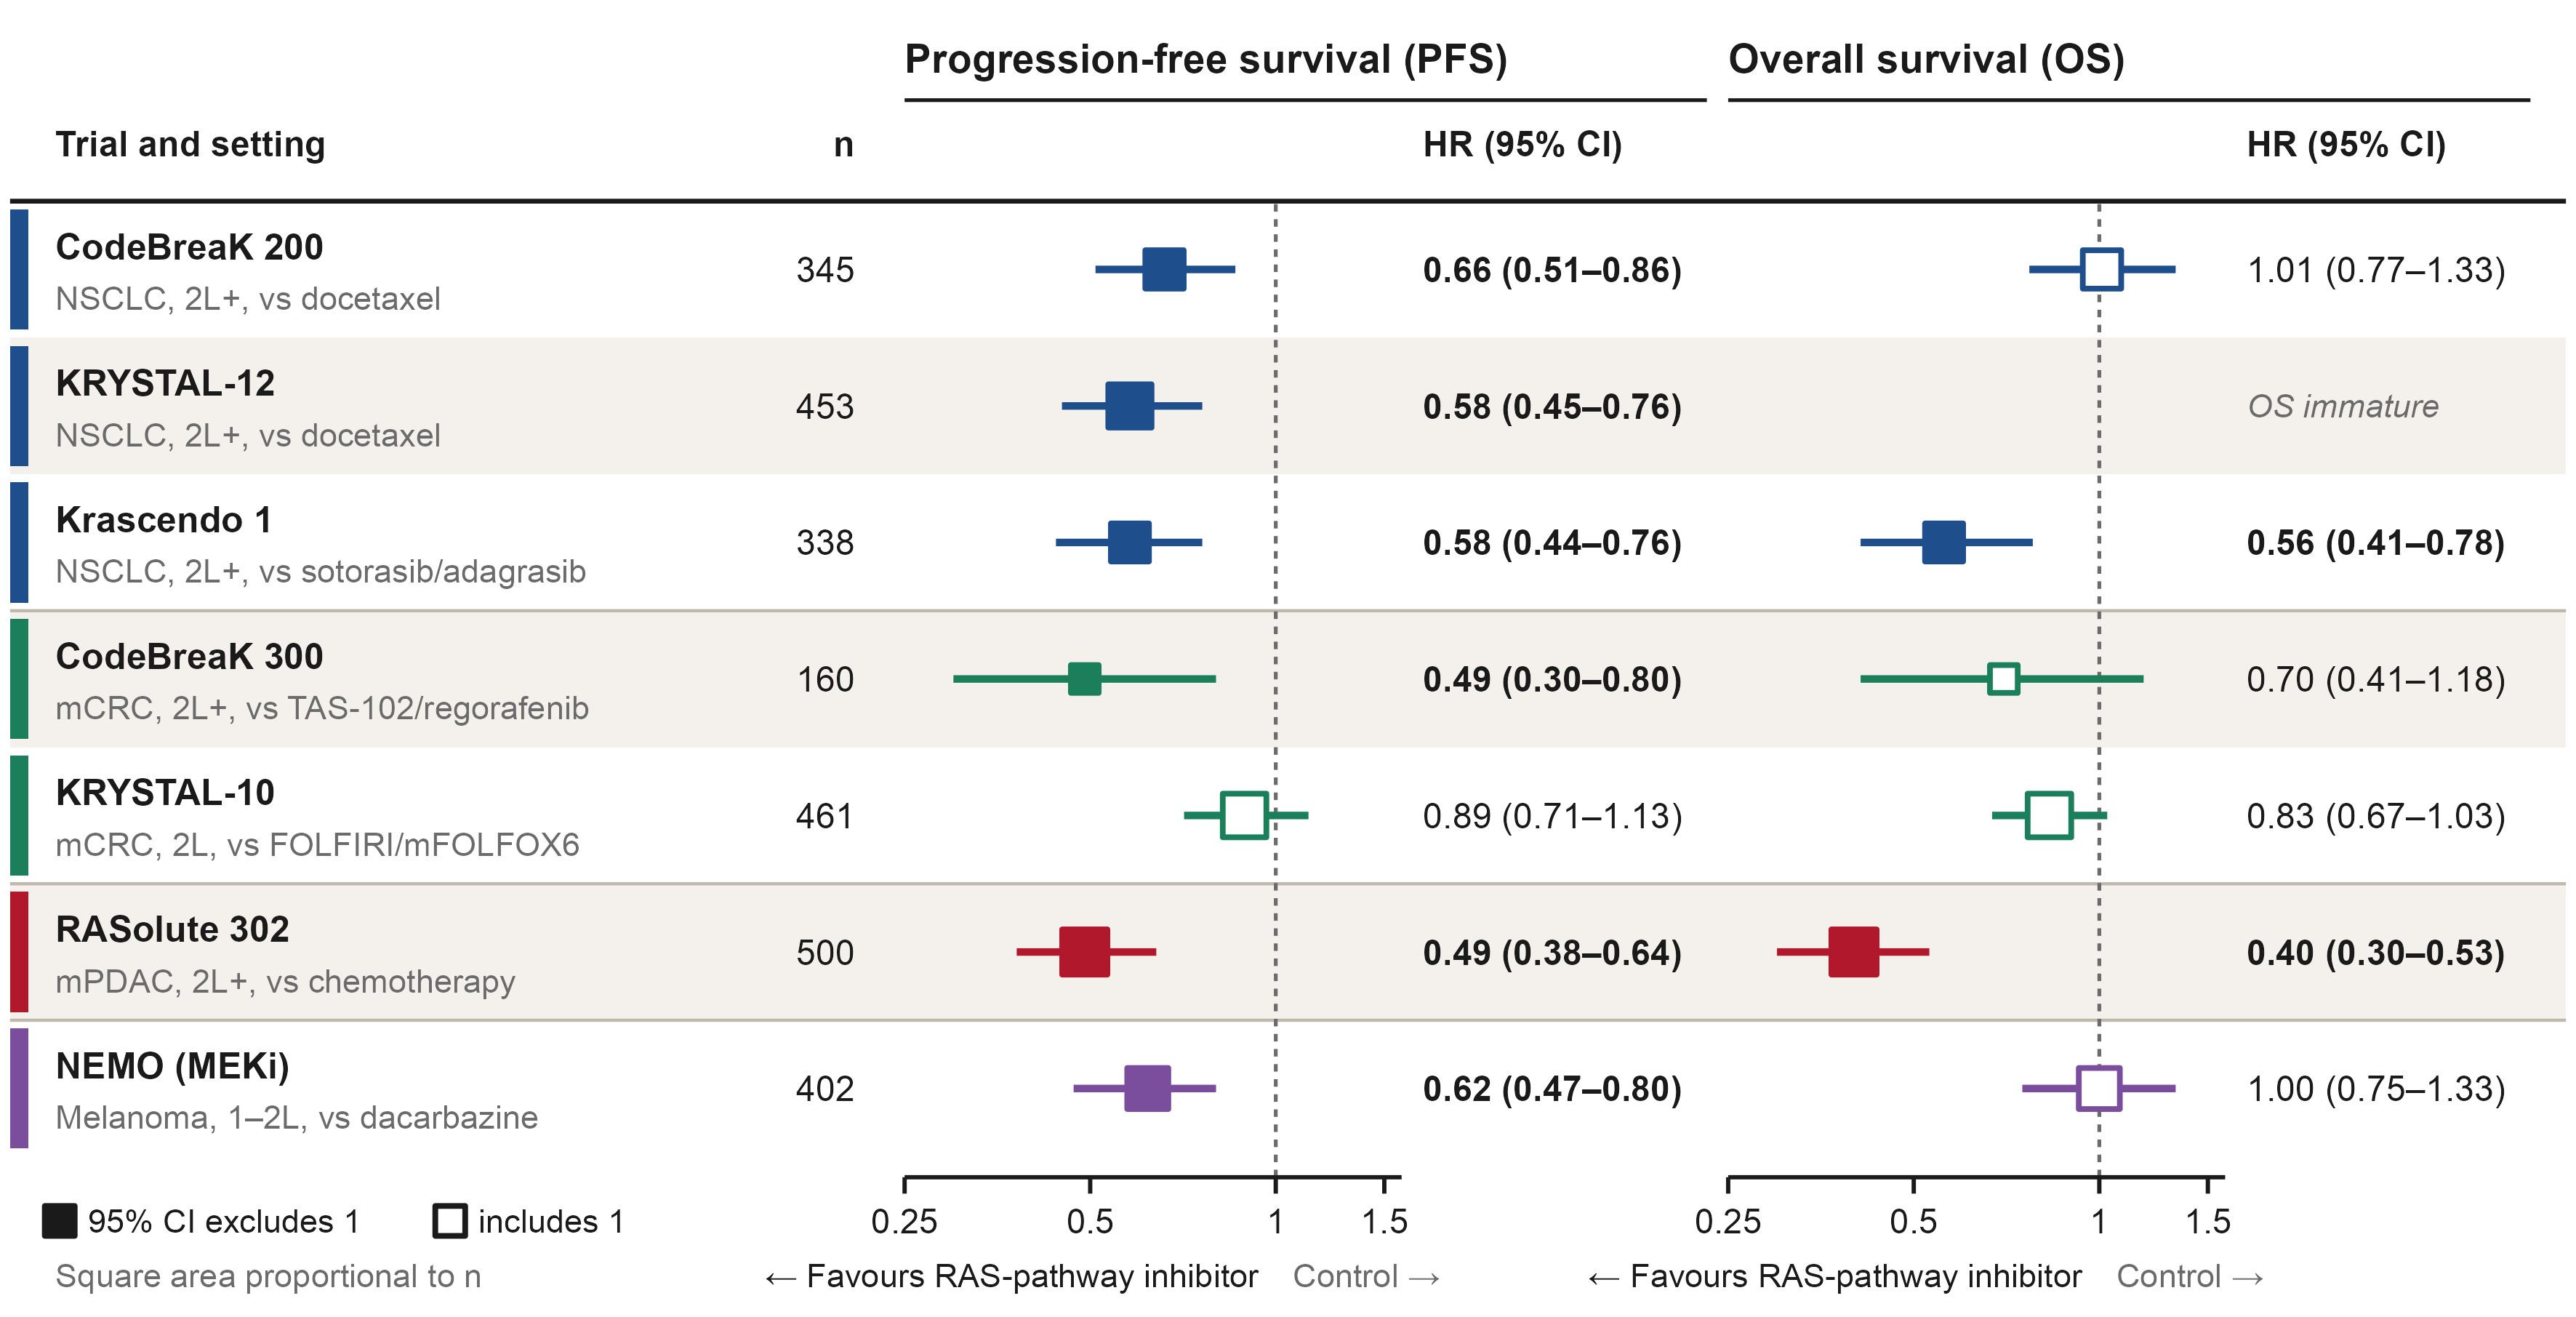 Progression-free survival (PFS) Overall survival (OS)
Trial and setting n HR (95% CI) HR (95% CI)
CodeBreaK 200
NSCLC, 2L+, vs docetaxel
345 0.66 (0.51–0.86) 1.01 (0.77–1.33)
KRYSTAL-12
NSCLC, 2L+, vs docetaxel
453 0.58 (0.45–0.76) OS immature
Krascendo 1
NSCLC, 2L+, vs sotorasib/adagrasib
338 0.58 (0.44–0.76) 0.56 (0.41–0.78)
CodeBreaK 300
mCRC, 2L+, vs TAS-102/regorafenib
160 0.49 (0.30–0.80) 0.70 (0.41–1.18)
KRYSTAL-10
mCRC, 2L, vs FOLFIRI/mFOLFOX6
461 0.89 (0.71–1.13) 0.83 (0.67–1.03)
RASolute 302
mPDAC, 2L+, vs chemotherapy
500 0.49 (0.38–0.64) 0.40 (0.30–0.53)
NEMO (MEKi)
Melanoma, 1–2L, vs dacarbazine
402 0.62 (0.47–0.80) 1.00 (0.75–1.33)
95% CI excludes 1 includes 1
0.25 0.5 1 1.5 0.25 0.5 1 1.5
Square area proportional to n
← Favours RAS-pathway inhibitor Control → ← Favours RAS-pathway inhibitor Control →